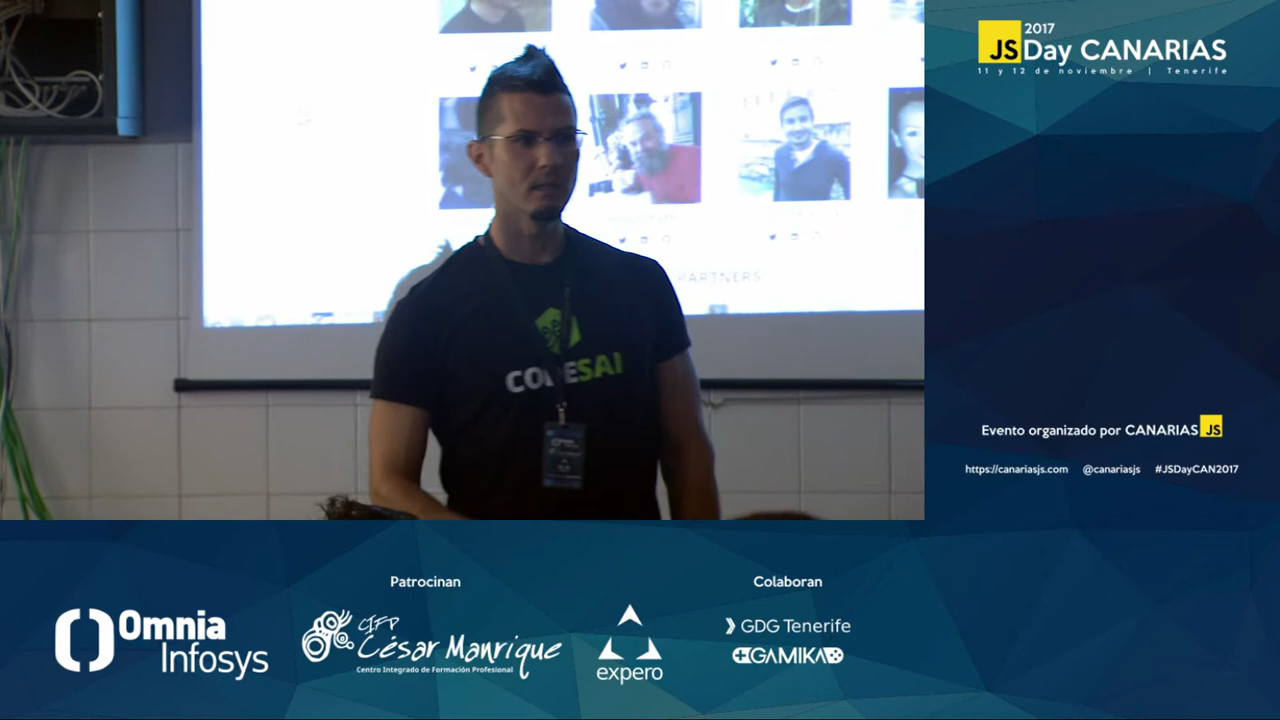 2017
JS Day CANARIAS
11 y 12 de noviembre | Tenerife
PARTNERS
CODESAI
Evento organizado por CANARIAS JS
https://canariasjs.com @canariasjs #JSDayCAN2017
Patrocinan
Colaboran
Omnia
Infosys
CIFP
César Manrique
Centro Integrado de Formación Profesional
expero
GDG Tenerife
GAMIKA